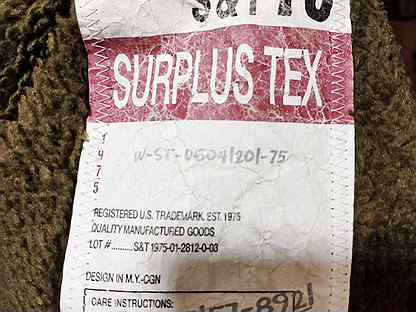 S&T
SURPLUS TEX
1975
W-ST-0504/201-75
REGISTERED U.S. TRADEMARK. EST. 1975
QUALITY MANUFACTURED GOODS
LOT #..........S&T 1975-01-2812-0-03
DESIGN IN M.Y.-CGN
CARE INSTRUCTIONS: